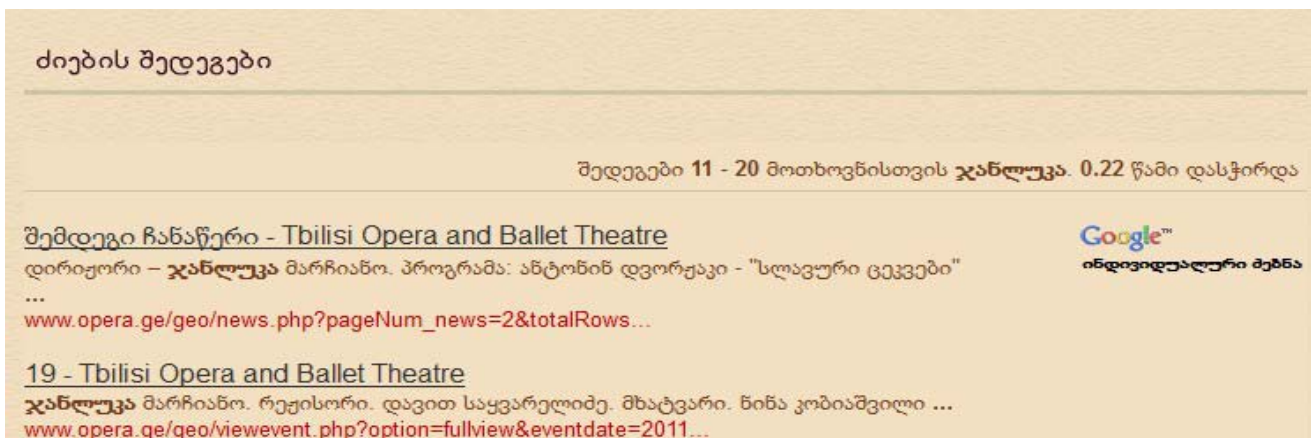 ძიების შედეგები
შედეგები 11 - 20 მოთხოვნისთვის ჯანლუკა. 0.22 წამი დასჭირდა
შემდეგი ჩანაწერი - Tbilisi Opera and Ballet Theatre
Google™
დირიჟორი – ჯანლუკა მარჩიანო. პროგრამა: ანტონინ დვორჟაკი - "სლავური ცეკვები"
ინდივიდუალური ძებნა
...
www.opera.ge/geo/news.php?pageNum_news=2&totalRows...
19 - Tbilisi Opera and Ballet Theatre
ჯანლუკა მარჩიანო. რეჟისორი. დავით საყვარელიძე. მხატვარი. ნინა კობიაშვილი ...
www.opera.ge/geo/viewevent.php?option=fullview&eventdate=2011...